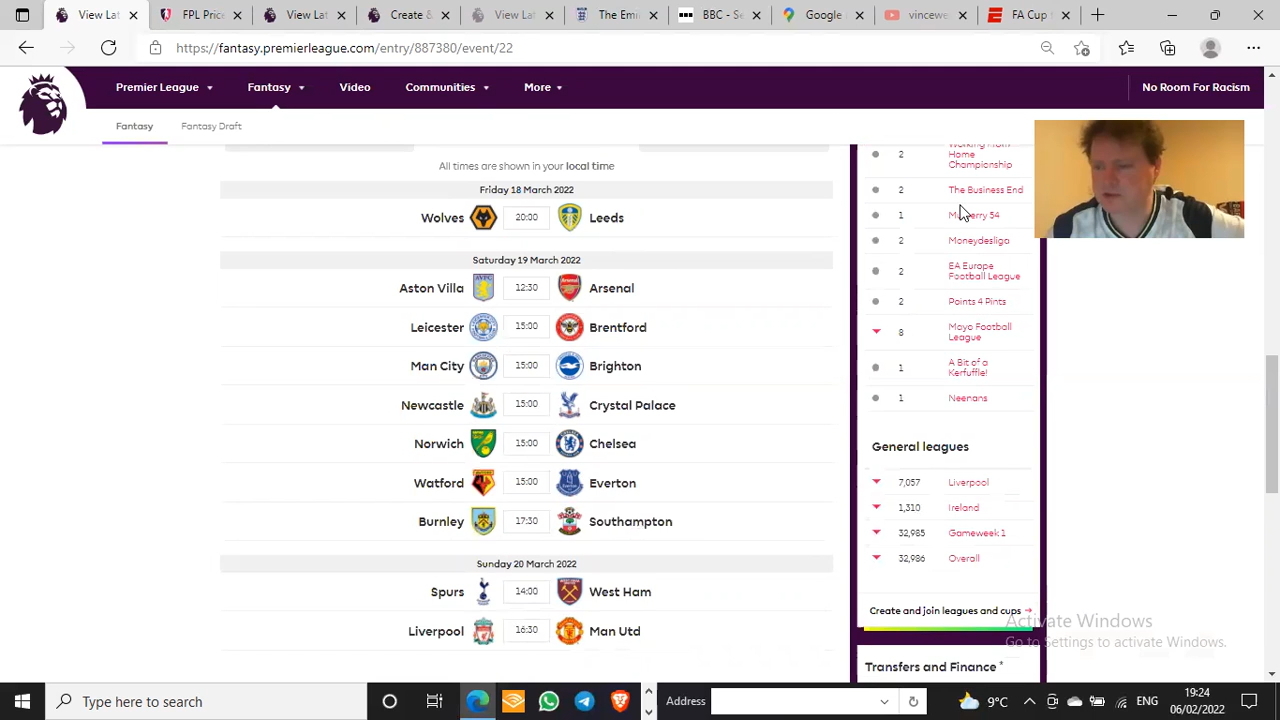 View Lat
FPL Price
View Lat
Create &
View Lat
The Em
BBC - Se
Google
vincewe
FA Cup
https://fantasy.premierleague.com/entry/887380/event/22
Premier League
Fantasy
Video
Communities
More
No Room For Racism
Fantasy
Fantasy Draft
All times are shown in your local time
Friday 18 March 2022
Wolves 20:00 Leeds
Saturday 19 March 2022
Aston Villa 12:30 Arsenal
Leicester 15:00 Brentford
Man City 15:00 Brighton
Newcastle 15:00 Crystal Palace
Norwich 15:00 Chelsea
Watford 15:00 Everton
Burnley 17:30 Southampton
Sunday 20 March 2022
Spurs 14:00 West Ham
Liverpool 16:30 Man Utd
2 Working From
Home
Championship
2 The Business End
1 54
2 Moneydesliga
2 EA Europe
Football League
2 Points 4 Pints
8 Mayo Football
League
1 A Bit of a
Kerfuffle!
1 Neenans
General leagues
7,057 Liverpool
1,310 Ireland
32,985 Gameweek 1
32,986 Overall
Create and join leagues and cups
Transfers and Finance *
Activate Windows
Go to Settings to activate Windows.
Type here to search
Address
9°C
ENG
19:24
06/02/2022